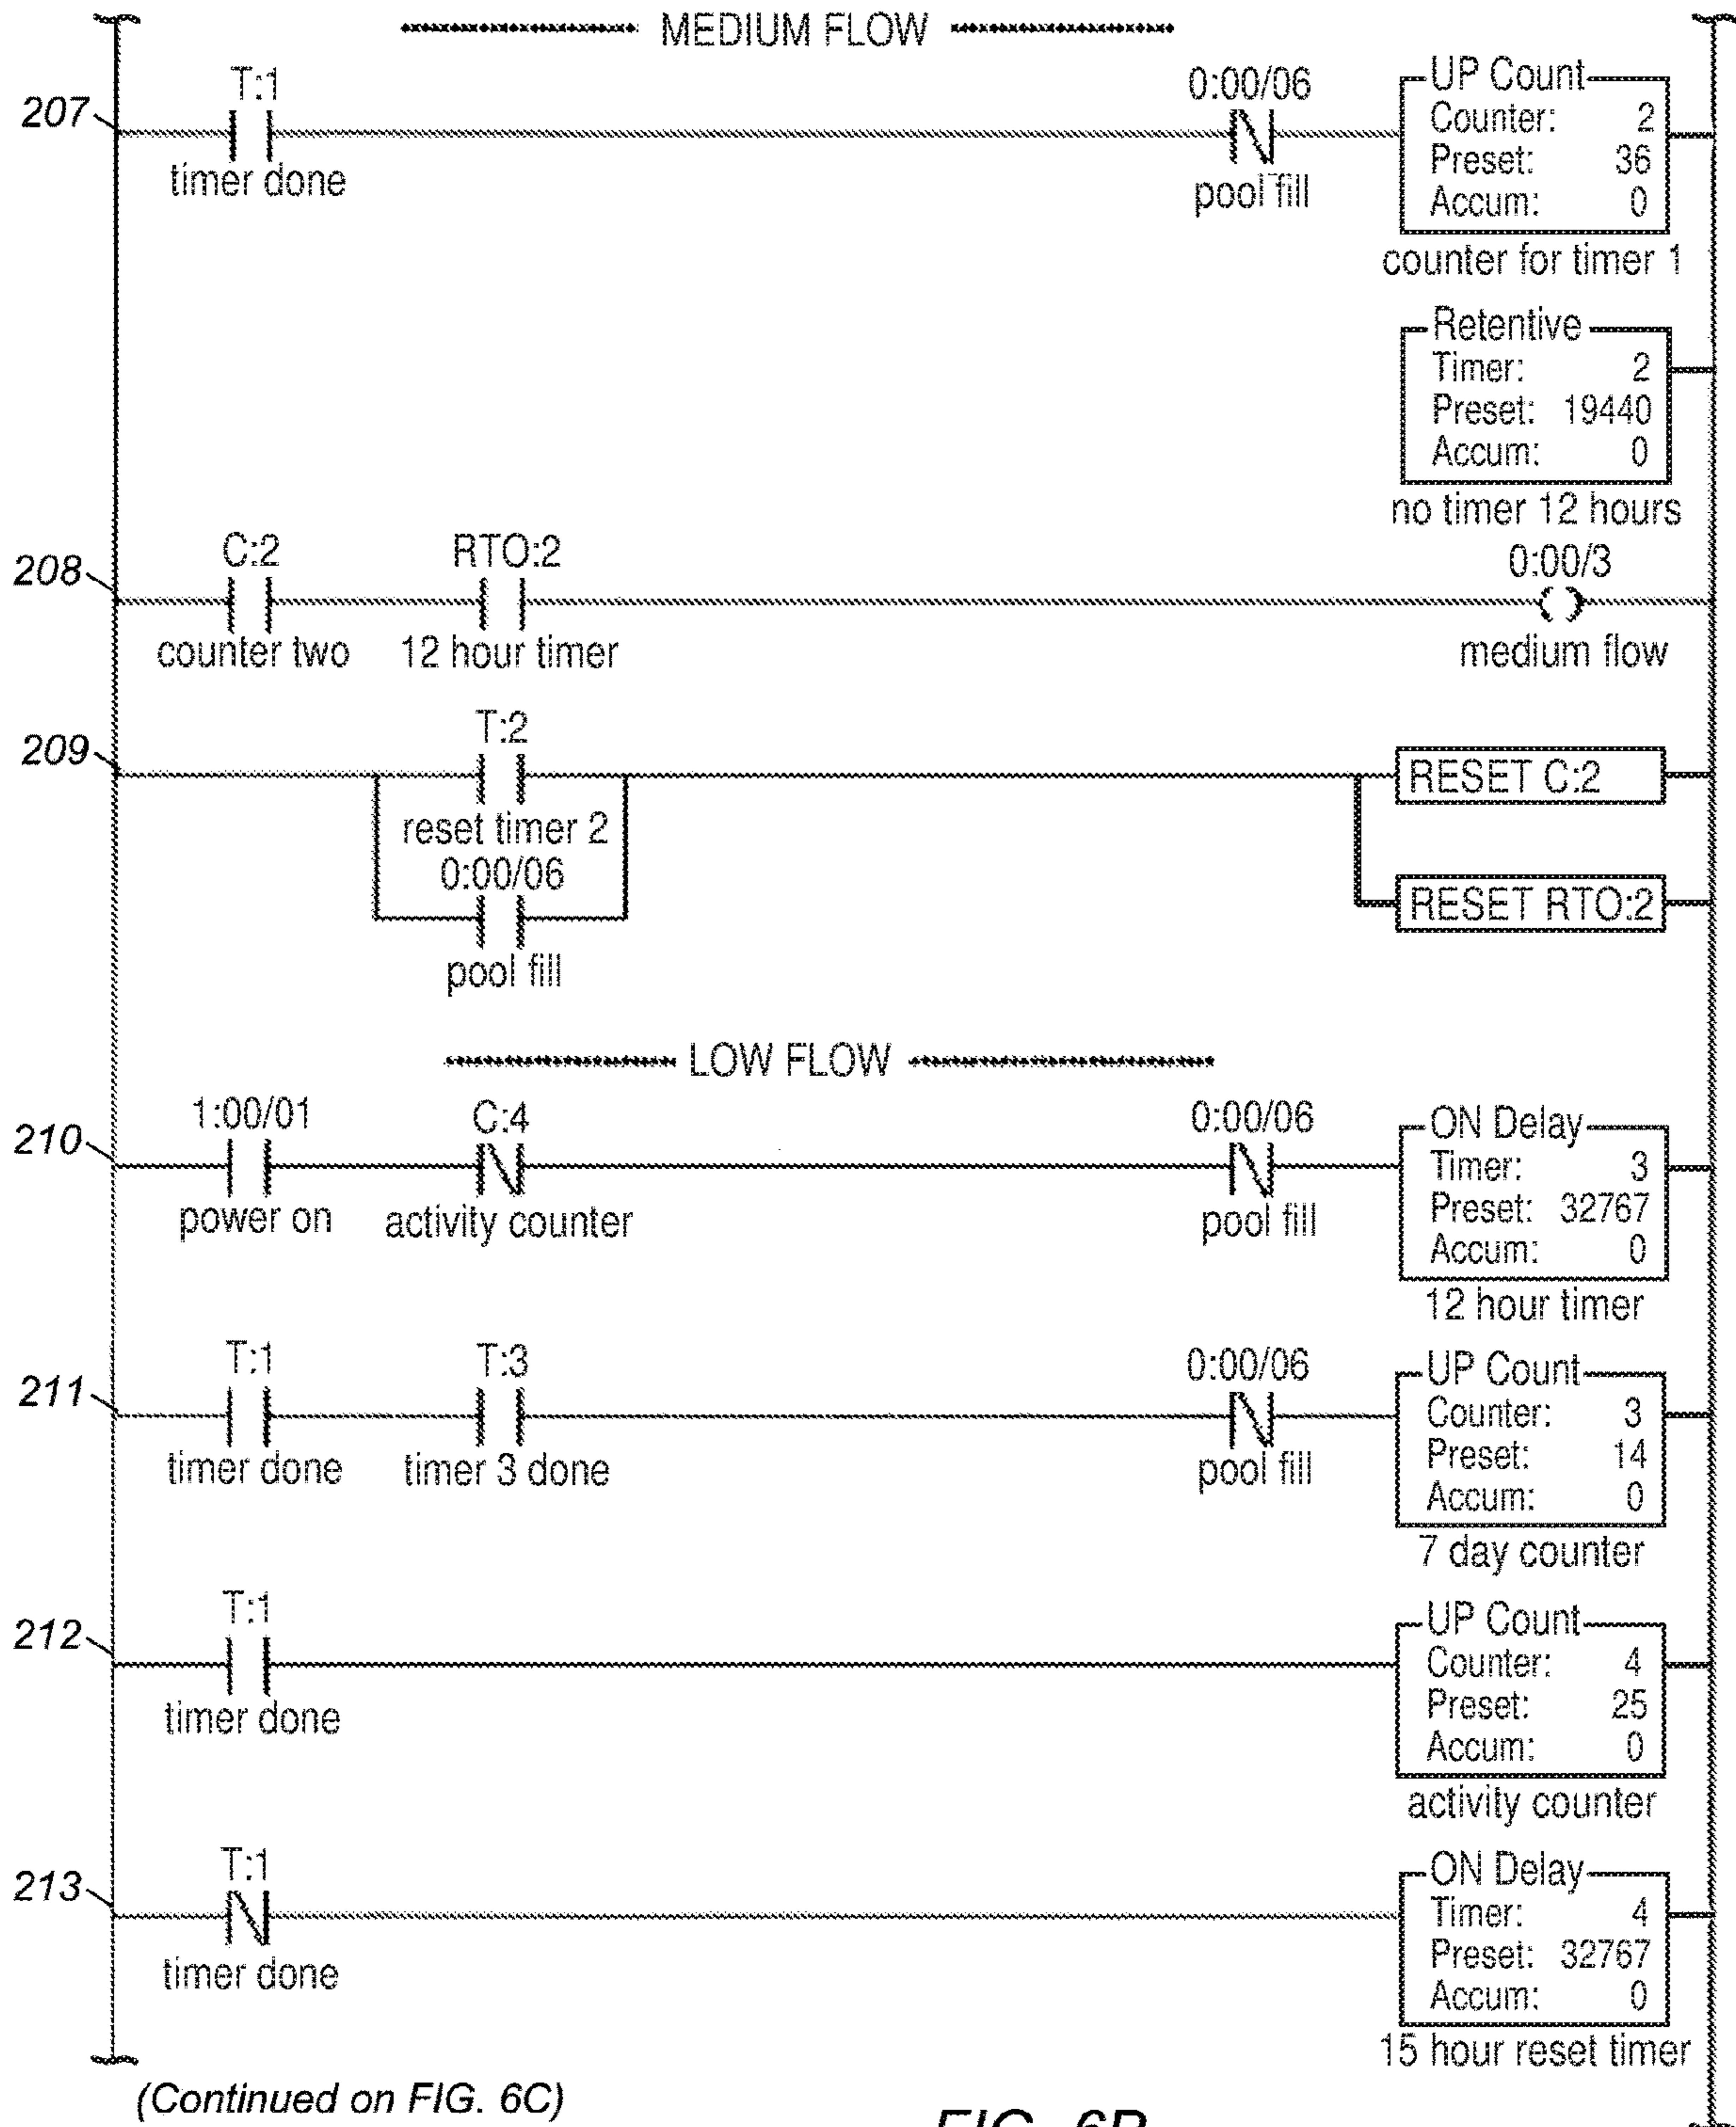 MEDIUM FLOW
207
T:1
timer done
0:00/06
pool fill
UP Count
Counter: 2
Preset: 36
Accum: 0
counter for timer 1
Retentive
Timer: 2
Preset: 19440
Accum: 0
no timer 12 hours
208
C:2
counter two
RTO:2
12 hour timer
0:00/3
medium flow
209
T:2
reset timer 2
0:00/06
pool fill
RESET C:2
RESET RTO:2
LOW FLOW
210
1:00/01
power on
C:4
activity counter
0:00/06
pool fill
ON Delay
Timer: 3
Preset: 32767
Accum: 0
12 hour timer
211
T:1
timer done
T:3
timer 3 done
0:00/06
pool fill
UP Count
Counter: 3
Preset: 14
Accum: 0
7 day counter
212
T:1
timer done
UP Count
Counter: 4
Preset: 25
Accum: 0
activity counter
213
T:1
timer done
ON Delay
Timer: 4
Preset: 32767
Accum: 0
15 hour reset timer
(Continued on FIG. 6C)